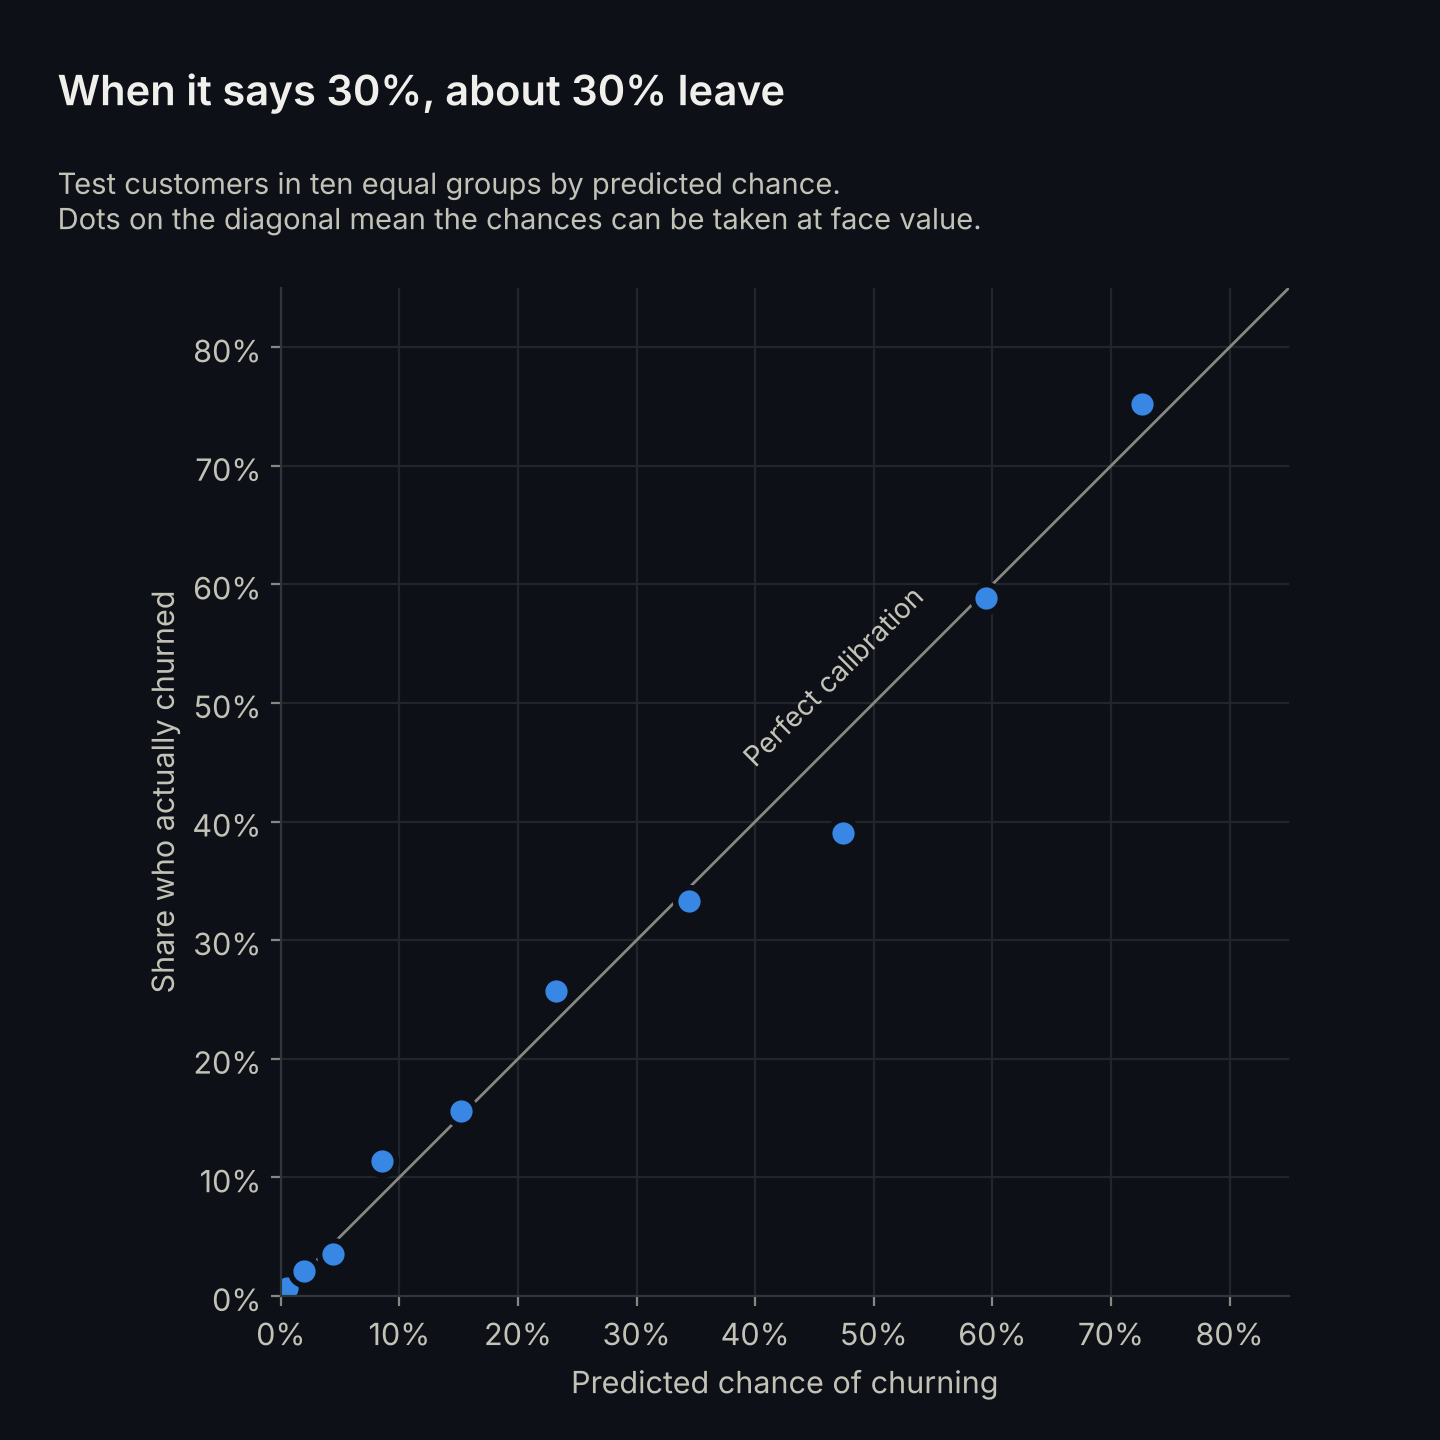 When it says 30%, about 30% leave
Test customers in ten equal groups by predicted chance.
Dots on the diagonal mean the chances can be taken at face value.
80%
70%
60%
50%
40%
30%
20%
10%
0%
Share who actually churned
Perfect calibration
0% 10% 20% 30% 40% 50% 60% 70% 80%
Predicted chance of churning